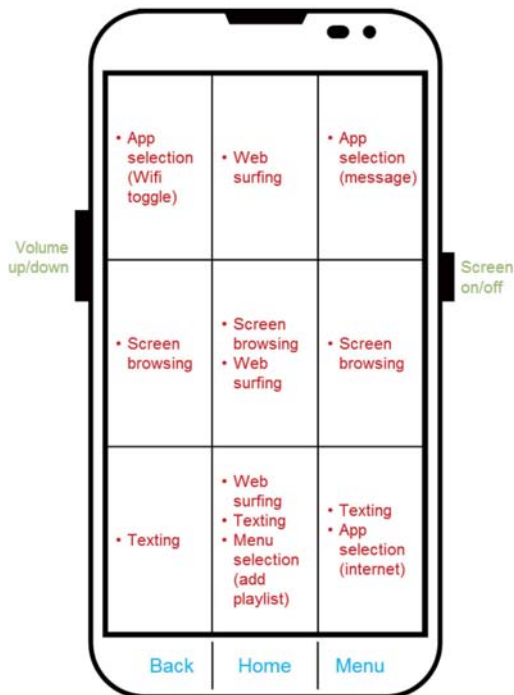 • App
selection
(Wifi
toggle)
• Web
surfing
• App
selection
(message)
Volume
up/down
Screen
on/off
• Screen
browsing
• Screen
browsing
• Web
surfing
• Screen
browsing
• Texting
• Web
surfing
• Texting
• Menu
selection
(add
playlist)
• Texting
• App
selection
(internet)
Back
Home
Menu